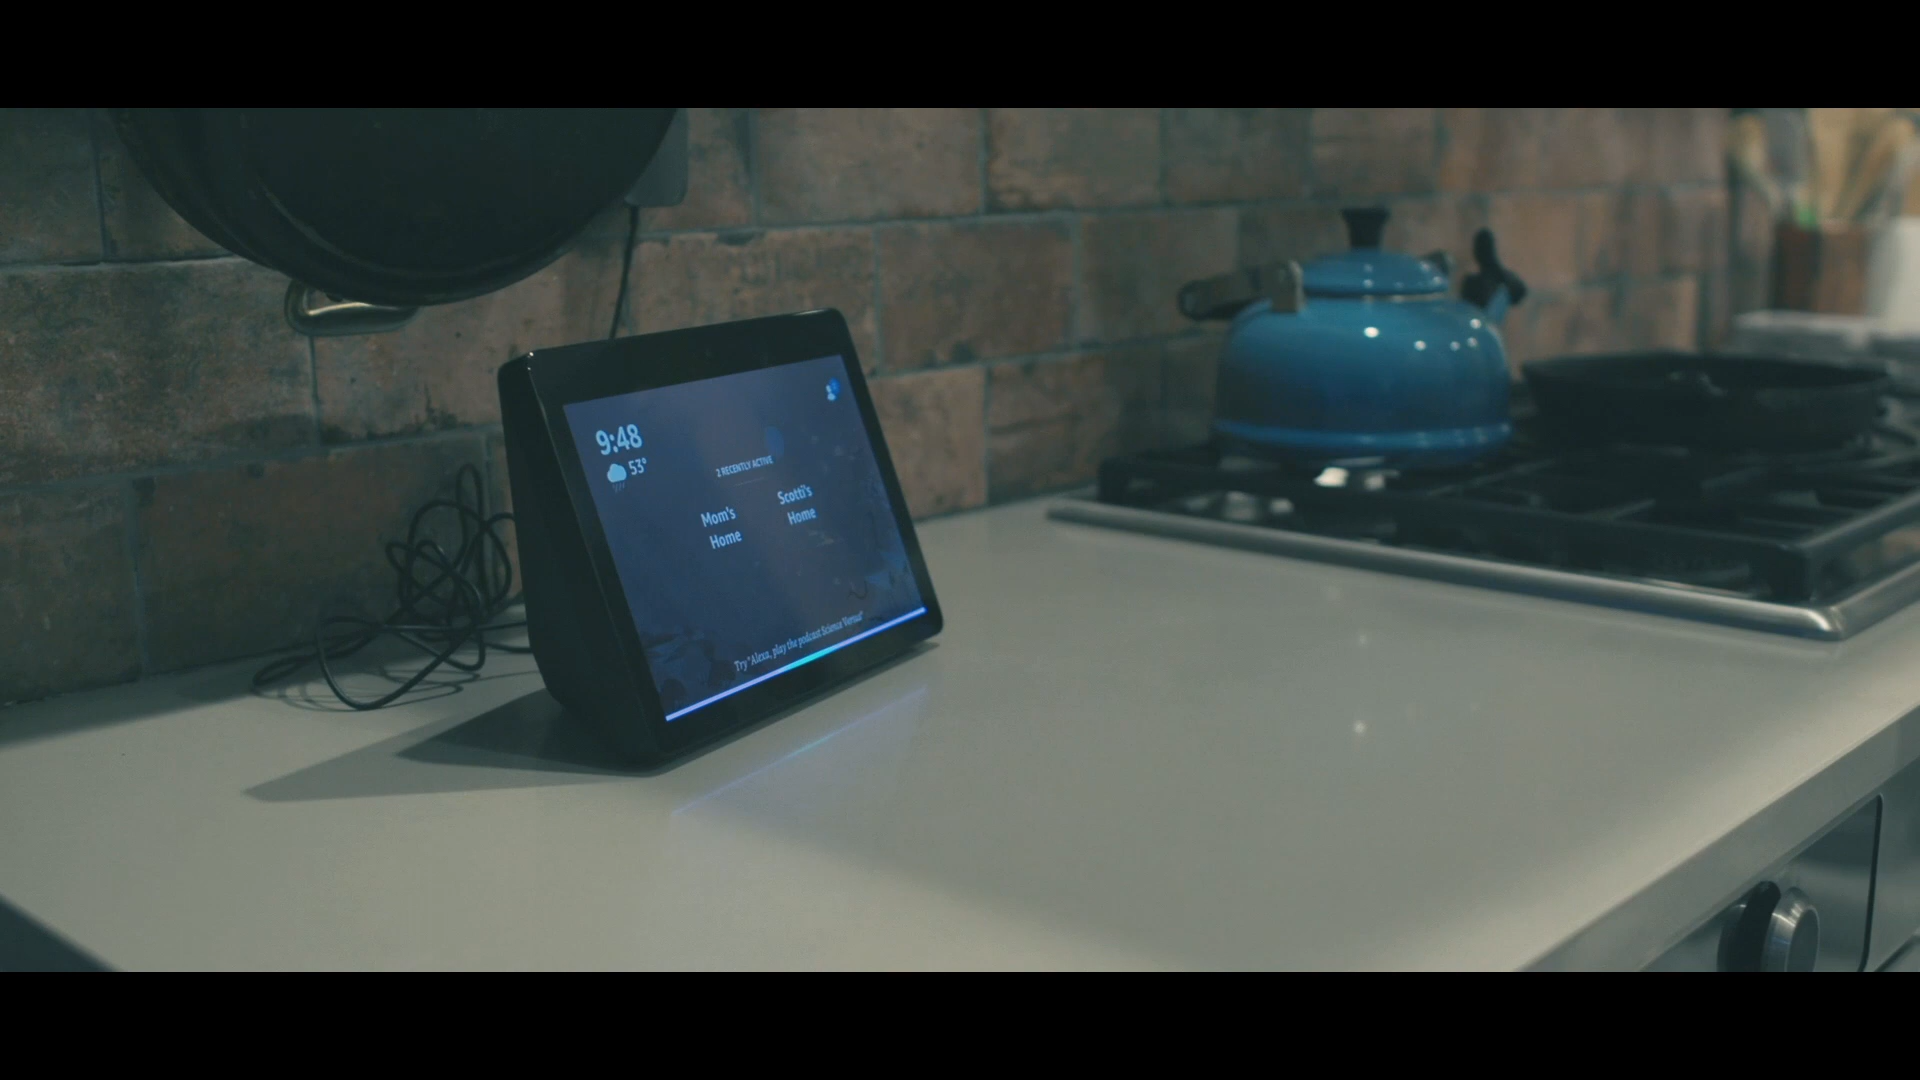 9:48
53°
2 RECENTLY ACTIVE
Mom's
Home
Scotti's
Home
Try "Alexa, play the podcast Science Versus"